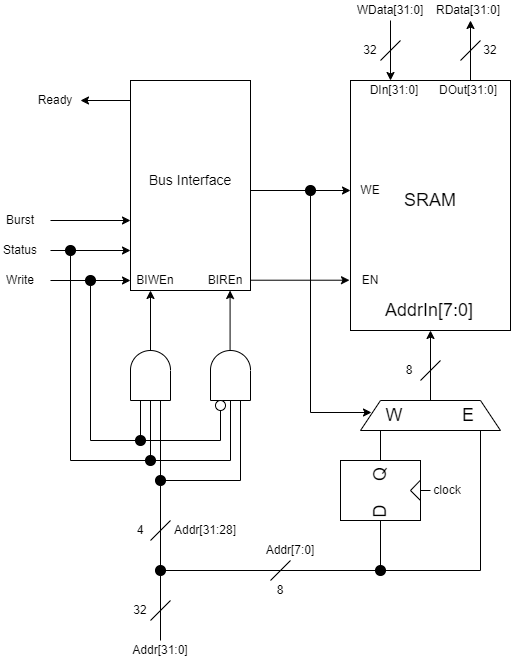 WData[31:0] RData[31:0]
32 32
DIn[31:0] DOut[31:0]
Ready
Bus Interface
WE
SRAM
Burst
Status
Write
BIWEn BIREn
EN
AddrIn[7:0]
8
W E
Q
clock
D
4 Addr[31:28]
Addr[7:0]
8
32
Addr[31:0]